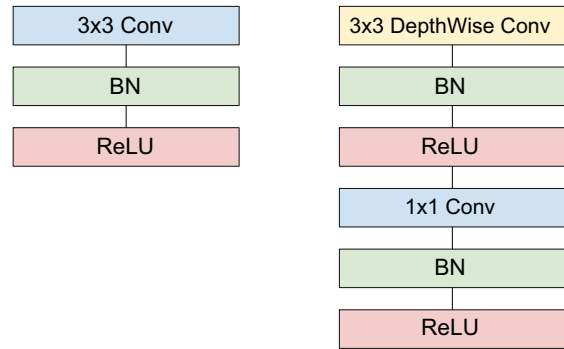 3x3 Conv
BN
ReLU
3x3 DepthWise Conv
BN
ReLU
1x1 Conv
BN
ReLU